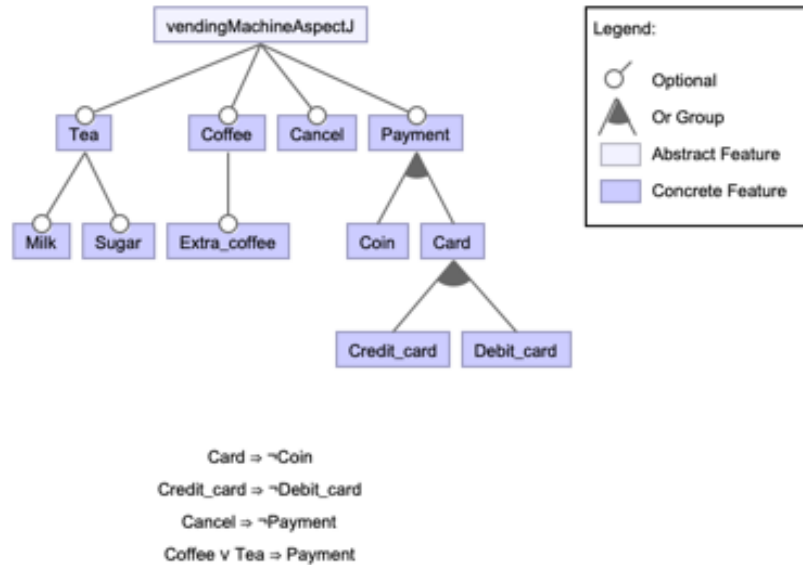 vendingMachineAspectJ
Legend:
Optional
Or Group
Abstract Feature
Concrete Feature
Tea
Coffee
Cancel
Payment
Milk
Sugar
Extra_coffee
Coin
Card
Credit_card
Debit_card
Card ⇒ ¬Coin
Credit_card ⇒ ¬Debit_card
Cancel ⇒ ¬Payment
Coffee ∨ Tea ⇒ Payment